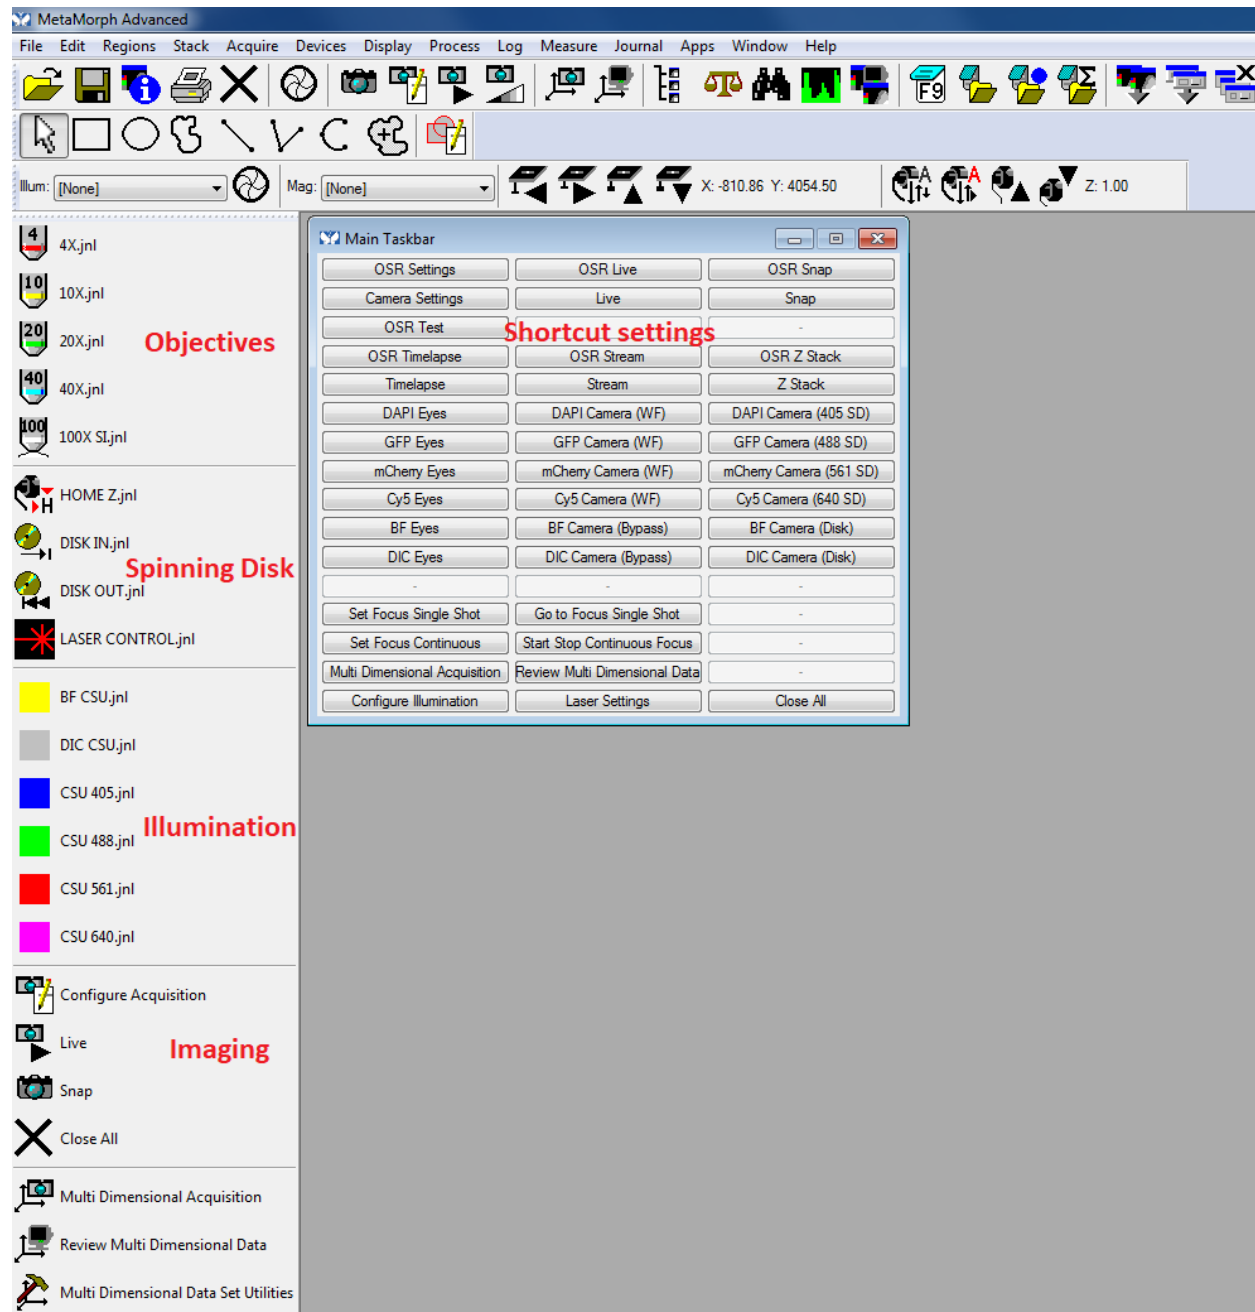 MetaMorph Advanced
File Edit Regions Stack Acquire Devices Display Process Log Measure Journal Apps Window Help
F9
Illum: [None] Mag: [None] X: -810.86 Y: 4054.50 A A Z: 1.00
4 4X.jnl
10 10X.jnl
20 20X.jnl
Objectives
40 40X.jnl
100 100X SI.jnl
H HOME Z.jnl
DISK IN.jnl
Spinning Disk
DISK OUT.jnl
LASER CONTROL.jnl
BF CSU.jnl
DIC CSU.jnl
CSU 405.jnl
CSU 488.jnl
Illumination
CSU 561.jnl
CSU 640.jnl
Configure Acquisition
Live
Imaging
Snap
Close All
Multi Dimensional Acquisition
Review Multi Dimensional Data
Multi Dimensional Data Set Utilities
Main Taskbar
OSR Settings OSR Live OSR Snap
Camera Settings Live Snap
OSR Test - 
Shortcut settings
OSR Timelapse OSR Stream OSR Z Stack
Timelapse Stream Z Stack
DAPI Eyes DAPI Camera (WF) DAPI Camera (405 SD)
GFP Eyes GFP Camera (WF) GFP Camera (488 SD)
mCherry Eyes mCherry Camera (WF) mCherry Camera (561 SD)
Cy5 Eyes Cy5 Camera (WF) Cy5 Camera (640 SD)
BF Eyes BF Camera (Bypass) BF Camera (Disk)
DIC Eyes DIC Camera (Bypass) DIC Camera (Disk)
- - -
Set Focus Single Shot Go to Focus Single Shot -
Set Focus Continuous Start Stop Continuous Focus -
Multi Dimensional Acquisition Review Multi Dimensional Data -
Configure Illumination Laser Settings Close All